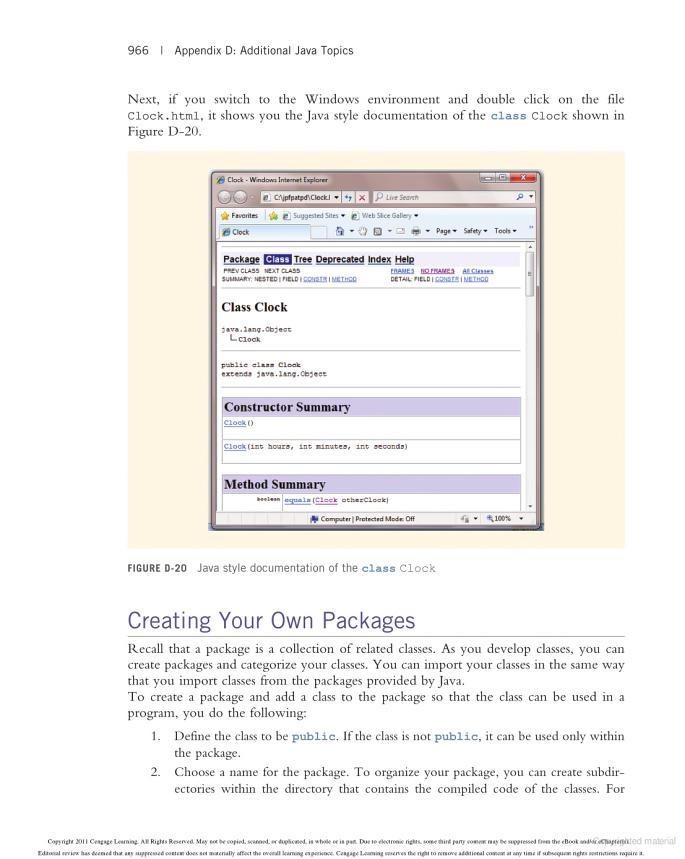 966 | Appendix D: Additional Java Topics
Next, if you switch to the Windows environment and double click on the file
Clock.html, it shows you the Java style documentation of the class Clock shown in
Figure D-20.
Clock - Windows Internet Explorer
C:\jpfpatpd\Clock.l
Live Search
Favorites
Suggested Sites
Web Slice Gallery
Clock
Page Safety Tools
Package Class Tree Deprecated Index Help
PREV CLASS NEXT CLASS
FRAMES NO FRAMES All Classes
SUMMARY: NESTED | FIELD | CONSTR | METHOD
DETAIL: FIELD | CONSTR | METHOD
Class Clock
java.lang.Object
Clock
public class Clock
extends java.lang.Object
Constructor Summary
Clock()
Clock(int hours, int minutes, int seconds)
Method Summary
boolean equals(Clock otherClock)
Computer | Protected Mode: Off
100%
FIGURE D-20 Java style documentation of the class Clock
Creating Your Own Packages
Recall that a package is a collection of related classes. As you develop classes, you can
create packages and categorize your classes. You can import your classes in the same way
that you import classes from the packages provided by Java.
To create a package and add a class to the package so that the class can be used in a
program, you do the following:
1. Define the class to be public. If the class is not public, it can be used only within
the package.
2. Choose a name for the package. To organize your package, you can create subdir-
ectories within the directory that contains the compiled code of the classes. For
Copyright 2011 Cengage Learning. All Rights Reserved. May not be copied, scanned, or duplicated, in whole or in part. Due to electronic rights, some third party content may be suppressed from the eBook and/or eChapter(s).
Editorial review has deemed that any suppressed content does not materially affect the overall learning experience. Cengage Learning reserves the right to remove additional content at any time if subsequent rights restrictions require it.
Copyrighted material